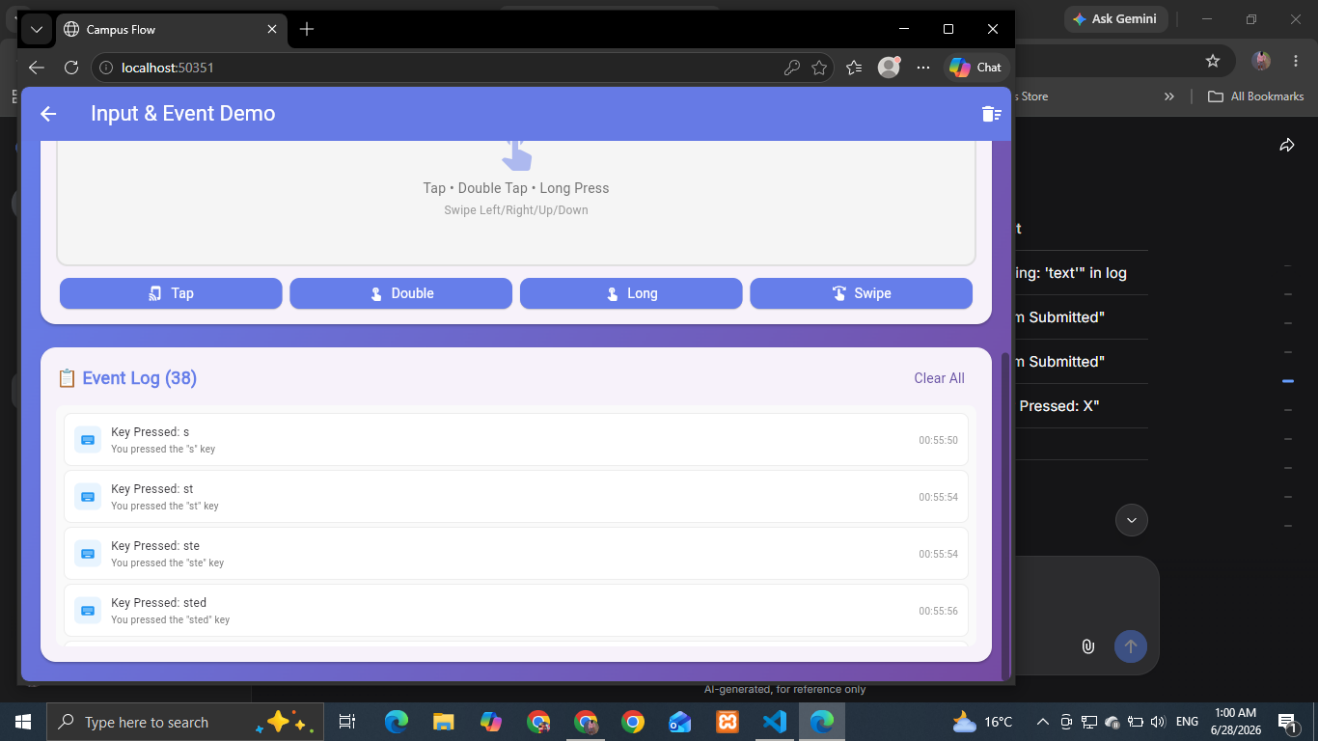 Campus Flow
Ask Gemini
localhost:50351
Chat
s Store
All Bookmarks
Input & Event Demo
Tap • Double Tap • Long Press
Swipe Left/Right/Up/Down
Tap
Double
Long
Swipe
Event Log (38)
Clear All
Key Pressed: s
You pressed the "s" key
00:55:50
Key Pressed: st
You pressed the "st" key
00:55:54
Key Pressed: ste
You pressed the "ste" key
00:55:54
Key Pressed: sted
You pressed the "sted" key
00:55:56
t
ing: 'text'" in log
m Submitted"
m Submitted"
Pressed: X"
AI-generated, for reference only
Type here to search
16°C
ENG
1:00 AM
6/28/2026
1